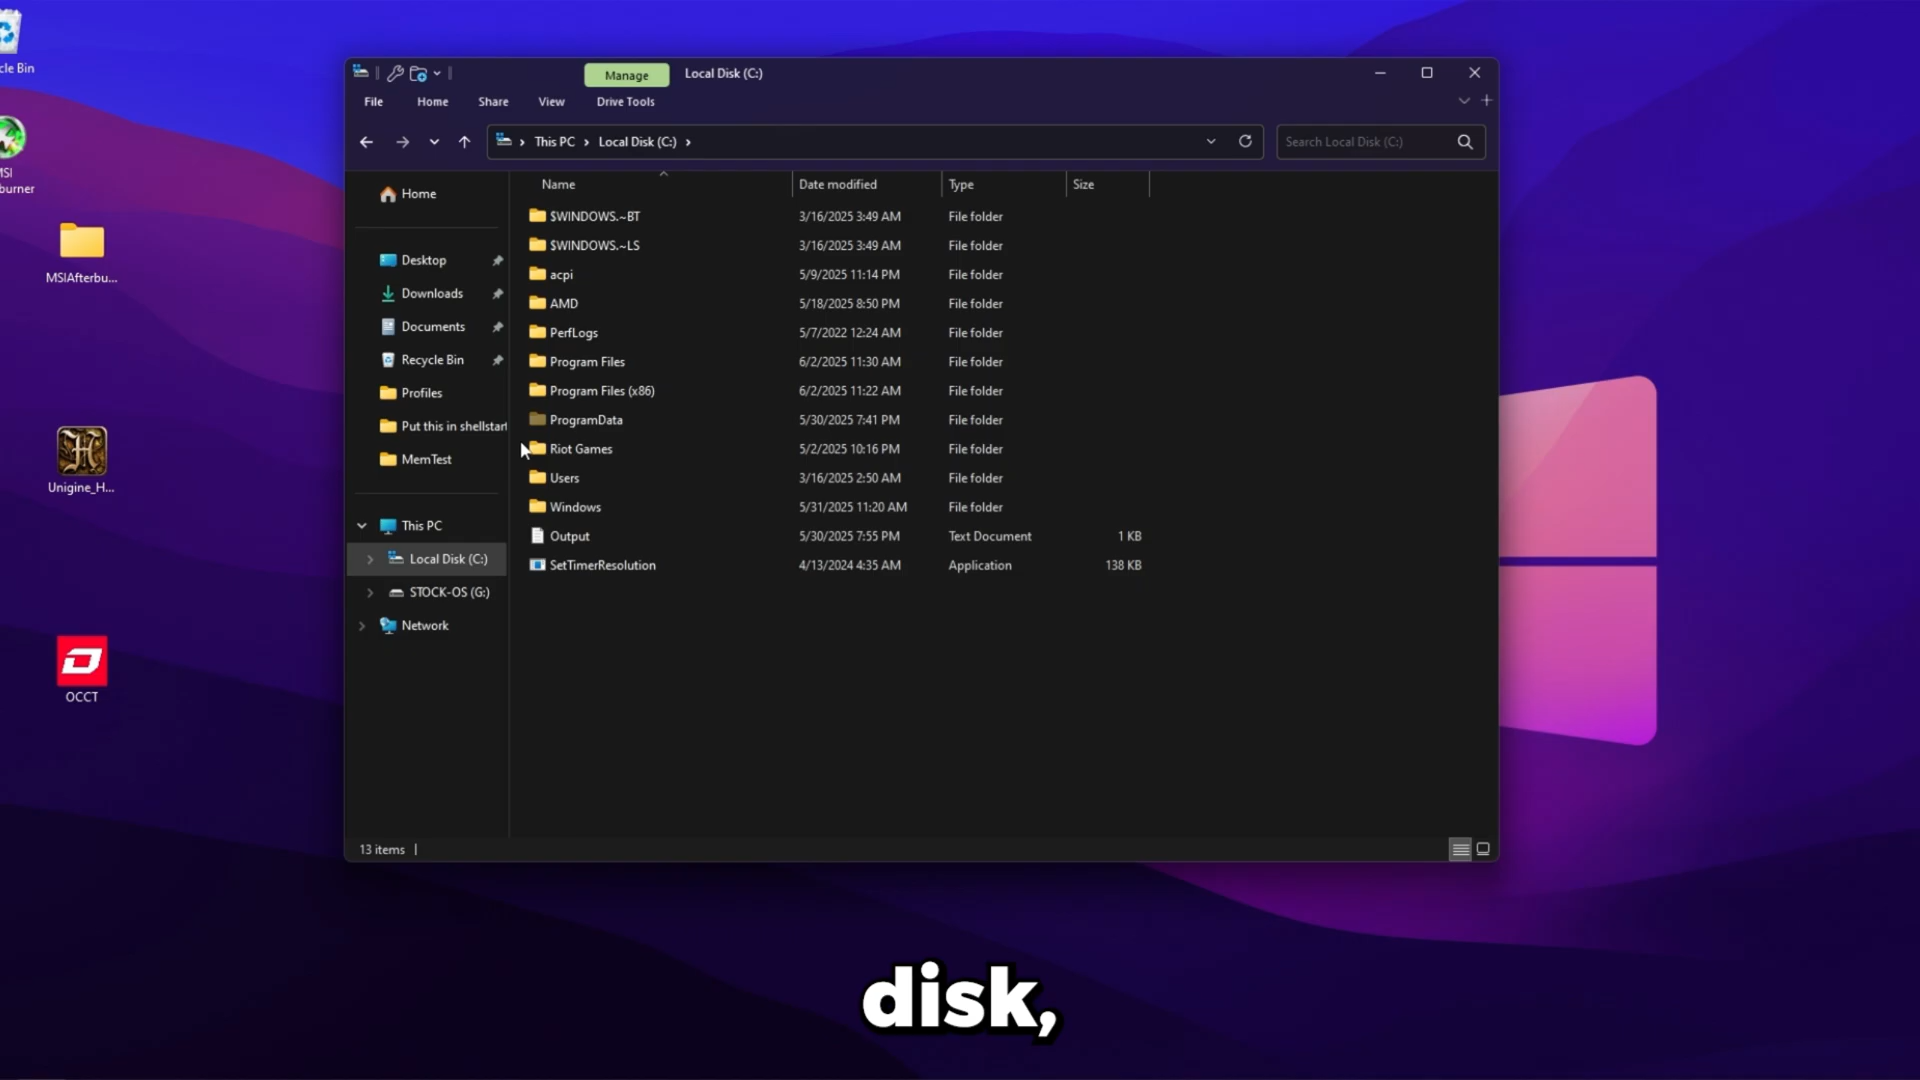 cle Bin
MSI
burner
MSIAfterbu...
Unigine_H...
OCCT
Manage
Local Disk (C:)
File
Home
Share
View
Drive Tools
This PC
Local Disk (C:)
Search Local Disk (C:)
Home
Desktop
Downloads
Documents
Recycle Bin
Profiles
Put this in shellstart
MemTest
This PC
Local Disk (C:)
STOCK-OS (G:)
Network
Name Date modified Type Size
$WINDOWS.~BT 3/16/2025 3:49 AM File folder
$WINDOWS.~LS 3/16/2025 3:49 AM File folder
acpi 5/9/2025 11:14 PM File folder
AMD 5/18/2025 8:50 PM File folder
PerfLogs 5/7/2022 12:24 AM File folder
Program Files 6/2/2025 11:30 AM File folder
Program Files (x86) 6/2/2025 11:22 AM File folder
ProgramData 5/30/2025 7:41 PM File folder
Riot Games 5/2/2025 10:16 PM File folder
Users 3/16/2025 2:50 AM File folder
Windows 5/31/2025 11:20 AM File folder
Output 5/30/2025 7:55 PM Text Document 1 KB
SetTimerResolution 4/13/2024 4:35 AM Application 138 KB
13 items
disk,